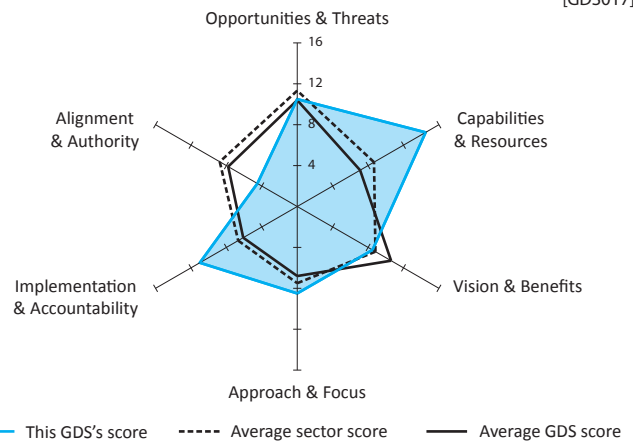 [GDS017]
Opportunities & Threats
16
12
8
4
Alignment
& Authority
Capabilities
& Resources
Implementation
& Accountability
Vision & Benefits
Approach & Focus
This GDS's score
Average sector score
Average GDS score